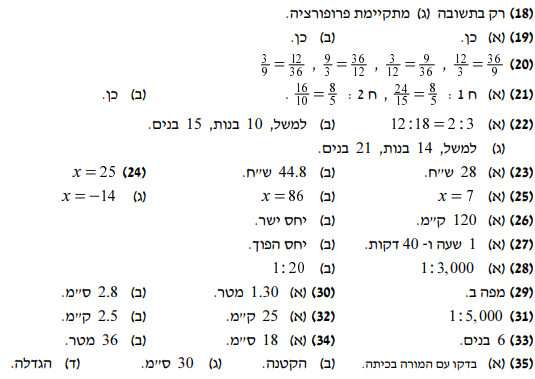 (18) רק בתשובה (ג) מתקיימת פרופורציה.
(19) (א) כן. (ב) כן.
(20) 3/9 = 12/36 , 9/3 = 36/12 , 3/12 = 9/36 , 12/3 = 36/9
(21) (א) ח 1 : 24/15 = 8/5 , ח 2 : 16/10 = 8/5 . (ב) כן.
(22) (א) 12:18 = 2:3 (ב) למשל, 10 בנות, 15 בנים.
(ג) למשל, 14 בנות, 21 בנים.
(23) (א) 28 ש"ח. (ב) 44.8 ש"ח. (24) x = 25
(25) (א) x = 7 (ב) x = 86 (ג) x = −14
(26) (א) 120 ק"מ. (ב) יחס ישר.
(27) (א) 1 שעה ו- 40 דקות. (ב) יחס הפוך.
(28) (א) 1:3,000 (ב) 1:20
(29) מפה ב. (30) (א) 1.30 מטר. (ב) 2.8 ס"מ.
(31) 1:5,000 (32) (א) 25 ק"מ. (ב) 2.5 ק"מ.
(33) 6 בנים. (34) (א) 18 ס"מ. (ב) 36 מטר.
(35) (א) בדקו עם המורה בכיתה. (ב) הקטנה. (ג) 30 ס"מ. (ד) הגדלה.